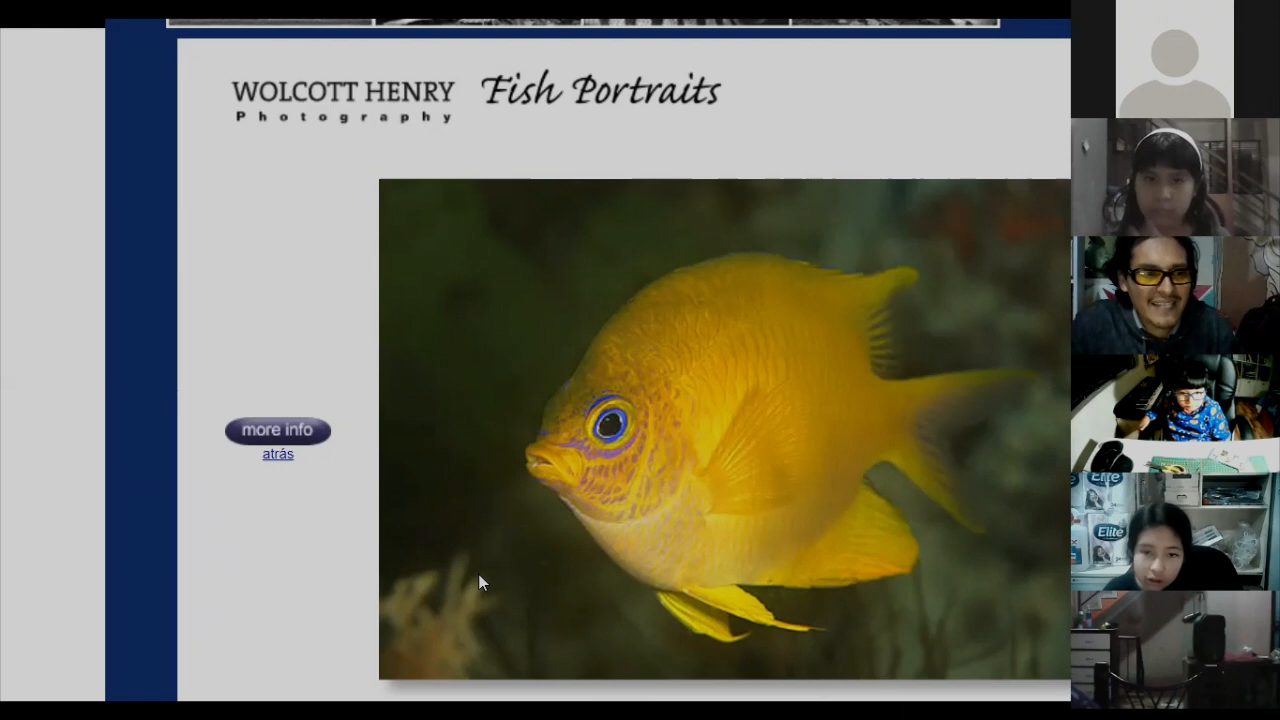 WOLCOTT HENRY
Photography
Fish Portraits
more info
atrás
Elite
Elite